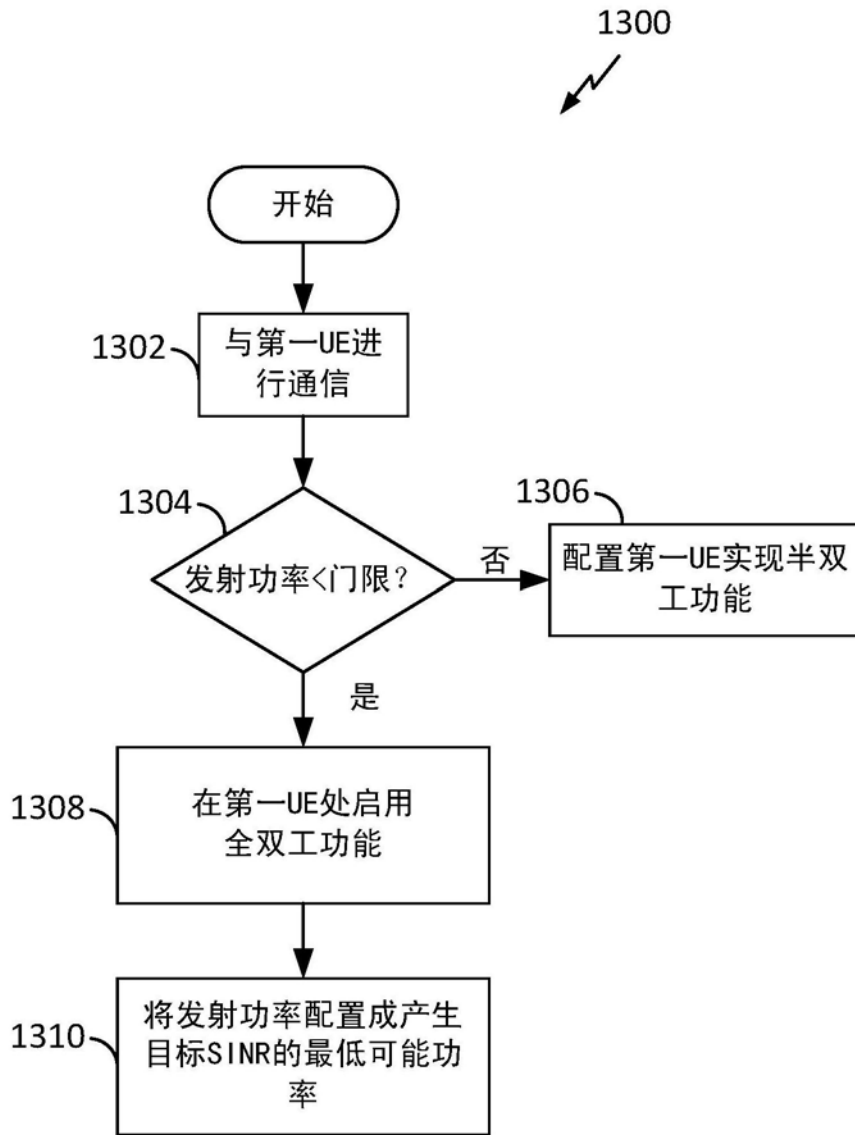 1300
开始
1302
与第一UE进
行通信
1304
发射功率<门限?
否
1306
配置第一UE实现半双
工功能
是
1308
在第一UE处启用
全双工功能
1310
将发射功率配置成产生
目标SINR的最低可能功
率